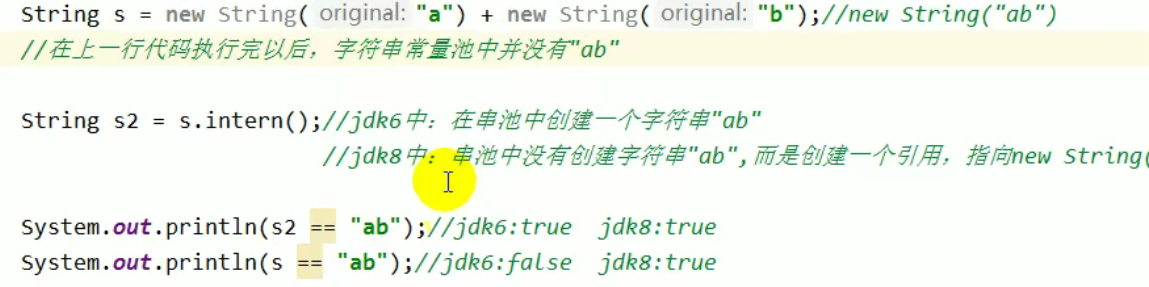 String s = new String( original: "a") + new String( original: "b");//new String("ab")
//在上一行代码执行完以后，字符串常量池中并没有"ab"
String s2 = s.intern();//jdk6中：在串池中创建一个字符串"ab"
//jdk8中：串池中没有创建字符串"ab",而是创建一个引用，指向new String(
System.out.println(s2 == "ab");//jdk6:true jdk8:true
System.out.println(s == "ab");//jdk6:false jdk8:true